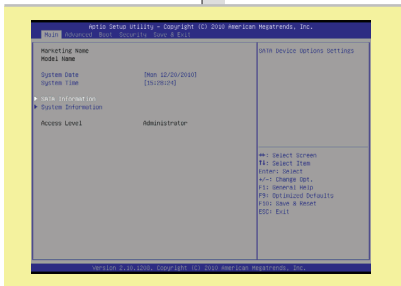 Aptio Setup Utility - Copyright (C) 2010 American Megatrends, Inc.
Main Advanced Boot Security Save & Exit
Marketing Name
Model Name
System Date [Mon 12/20/2010]
System Time [15:28:24]
SATA Information
System Information
Access Level Administrator
SATA Device Options Settings
: Select Screen
: Select Item
Enter: Select
+/-: Change Opt.
F1: General Help
F9: Optimized Defaults
F10: Save & Reset
ESC: Exit
Version 2.10.1208. Copyright (C) 2010 American Megatrends, Inc.